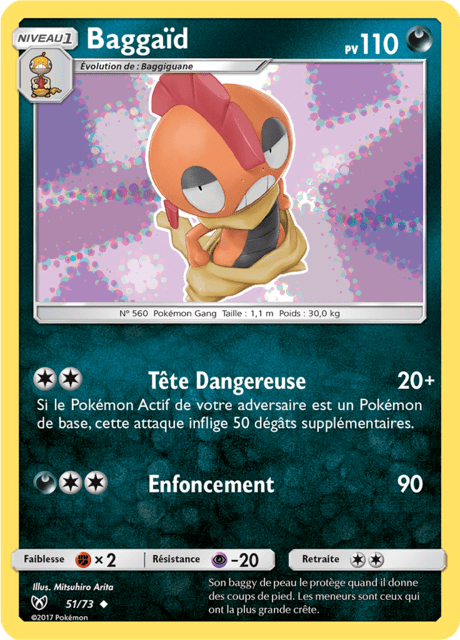 NIVEAU 1
Baggaïd
PV 110
Évolution de : Baggiguane
N° 560 Pokémon Gang Taille : 1,1 m Poids : 30,0 kg
Tête Dangereuse 20+
Si le Pokémon Actif de votre adversaire est un Pokémon
de base, cette attaque inflige 50 dégâts supplémentaires.
Enfoncement 90
Faiblesse ×2 Résistance -20 Retraite
Illus. Mitsuhiro Arita
51/73
©2017 Pokémon
Son baggy de peau le protège quand il donne
des coups de pied. Les meneurs sont ceux qui
ont la plus grande crête.